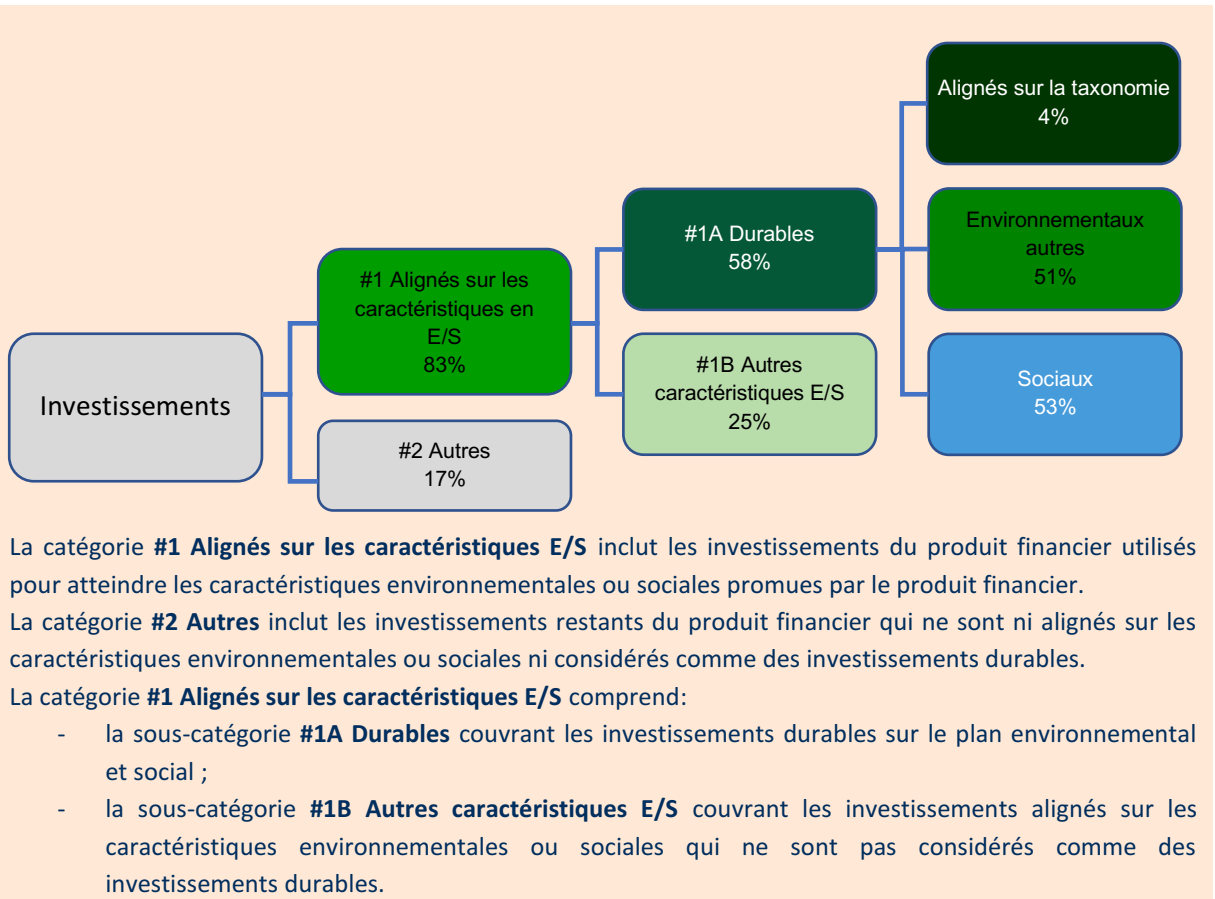 Alignés sur la taxonomie
4%
#1A Durables
58%
Environnementaux
autres
51%
#1 Alignés sur les
caractéristiques en
E/S
83%
Investissements
#1B Autres
caractéristiques E/S
25%
Sociaux
53%
#2 Autres
17%
La catégorie #1 Alignés sur les caractéristiques E/S inclut les investissements du produit financier utilisés
pour atteindre les caractéristiques environnementales ou sociales promues par le produit financier.
La catégorie #2 Autres inclut les investissements restants du produit financier qui ne sont ni alignés sur les
caractéristiques environnementales ou sociales ni considérés comme des investissements durables.
La catégorie #1 Alignés sur les caractéristiques E/S comprend:
- la sous-catégorie #1A Durables couvrant les investissements durables sur le plan environnemental
et social ;
- la sous-catégorie #1B Autres caractéristiques E/S couvrant les investissements alignés sur les
caractéristiques environnementales ou sociales qui ne sont pas considérés comme des
investissements durables.